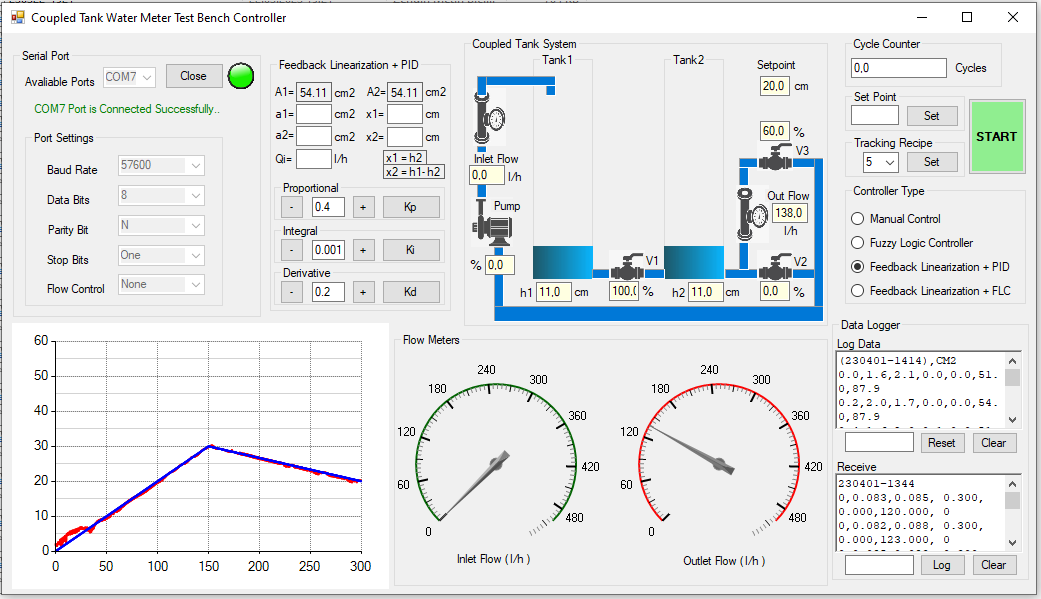 Coupled Tank Water Meter Test Bench Controller
Serial Port
Avaliable Ports COM7 Close
COM7 Port is Connected Successfully..
Port Settings
Baud Rate 57600
Data Bits 8
Parity Bit N
Stop Bits One
Flow Control None
Feedback Linearization + PID
A1= 54.11 cm2 A2= 54.11 cm2
a1= cm2 x1= cm
a2= cm2 x2= cm
Qi= l/h x1 = h2
x2 = h1- h2
Proportional
- 0.4 + Kp
Integral
- 0.001 + Ki
Derivative
- 0.2 + Kd
Coupled Tank System
Tank1
Tank2
Setpoint
20,0 cm
60,0 %
V3
Inlet Flow
0,0 l/h
Out Flow
138,0
l/h
Pump
% 0,0
V1
V2
h1 11,0 cm
100,0 %
h2 11,0 cm
0,0 %
Cycle Counter
0,0 Cycles
Set Point
Set
START
Tracking Recipe
5 Set
Controller Type
Manual Control
Fuzzy Logic Controller
Feedback Linearization + PID
Feedback Linearization + FLC
60
50
40
30
20
10
0
0 50 100 150 200 250 300
Flow Meters
0 60 120 180 240 300 360 420 480
Inlet Flow ( l/h )
0 60 120 180 240 300 360 420 480
Outlet Flow ( l/h )
Data Logger
Log Data
(230401-1414),CM2
0.0,1.6,2.1,0.0,0.0,51.
0,87.9
0.2,2.0,1.7,0.0,0.0,54.
0,87.9
Reset Clear
Receive
230401-1344
0,0.083,0.085, 0.300,
0.000,120.000, 0
0,0.082,0.088, 0.300,
0.000,123.000, 0
Log Clear